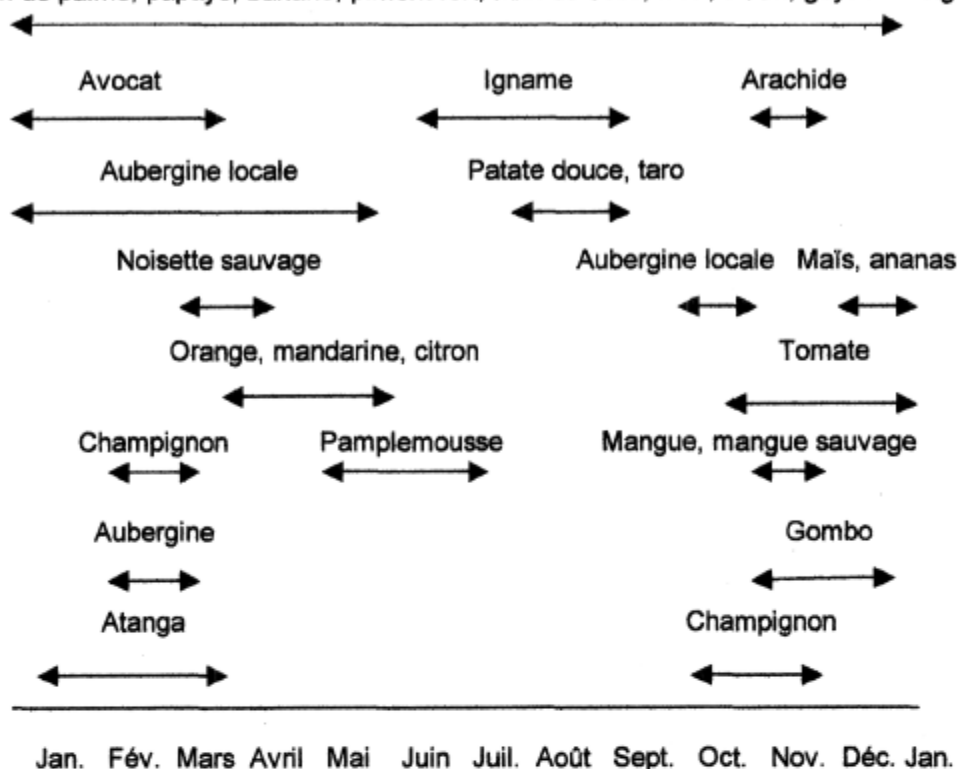 de palme, papaye, banane,
Avocat Igname Arachide
Aubergine locale Patate douce, taro
Noisette sauvage Aubergine locale Maïs, ananas
Orange, mandarine, citron Tomate
Champignon Pamplemousse Mangue, mangue sauvage
Aubergine Gombo
Atanga Champignon
Jan. Fév. Mars Avril Mai Juin Juil. Août Sept. Oct. Nov. Déc. Jan.